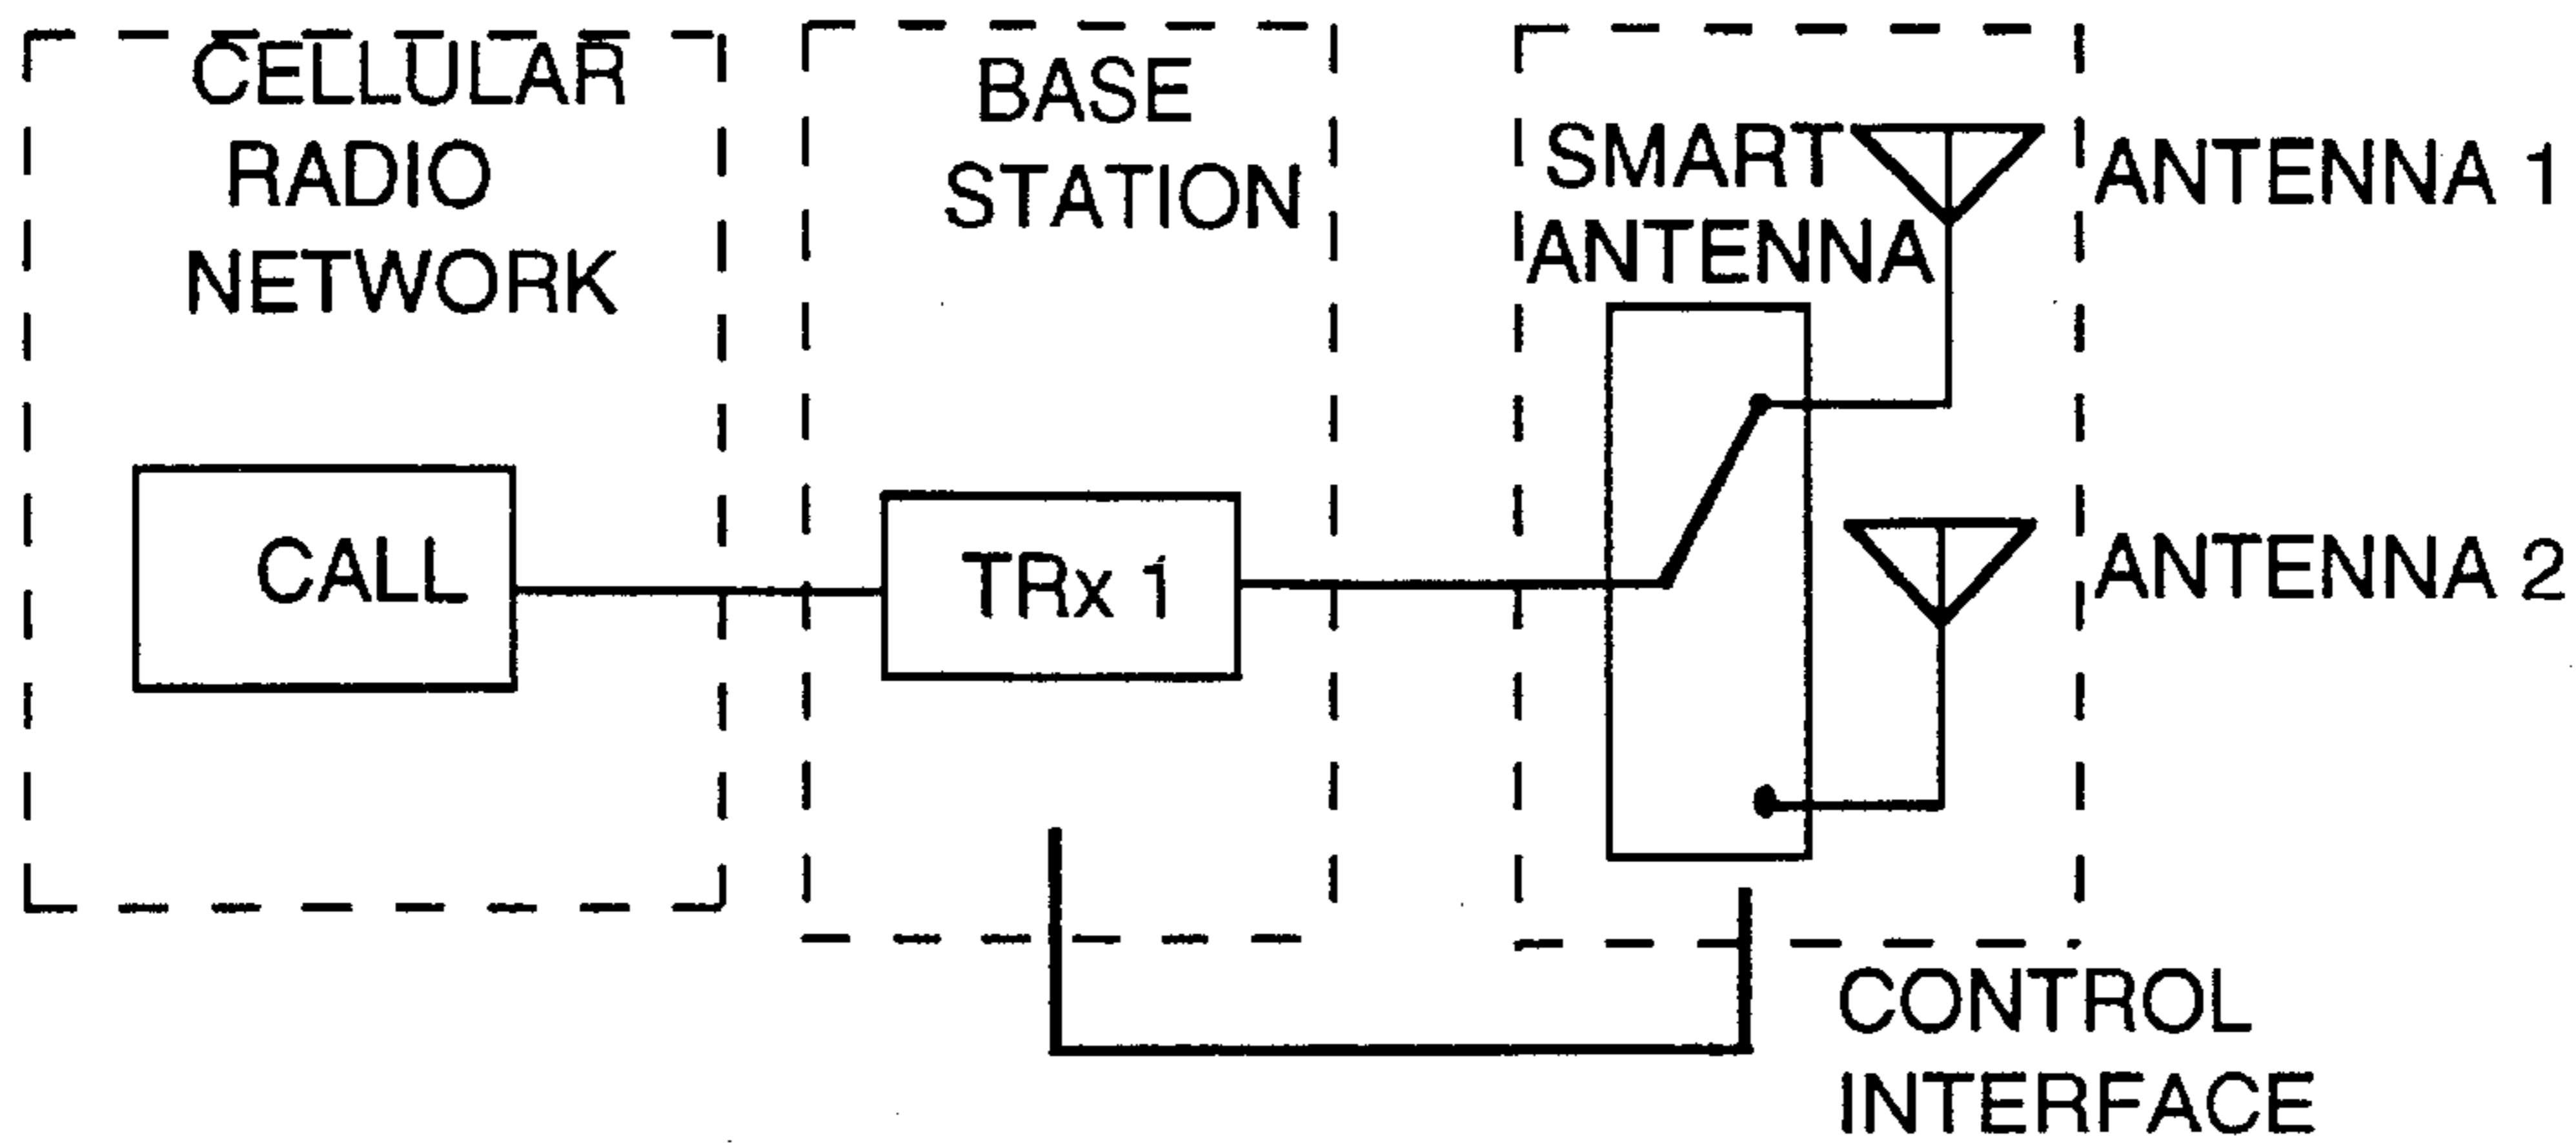 CELLULAR
RADIO
NETWORK
CALL
BASE
STATION
TRx 1
SMART
ANTENNA
ANTENNA 1
ANTENNA 2
CONTROL
INTERFACE